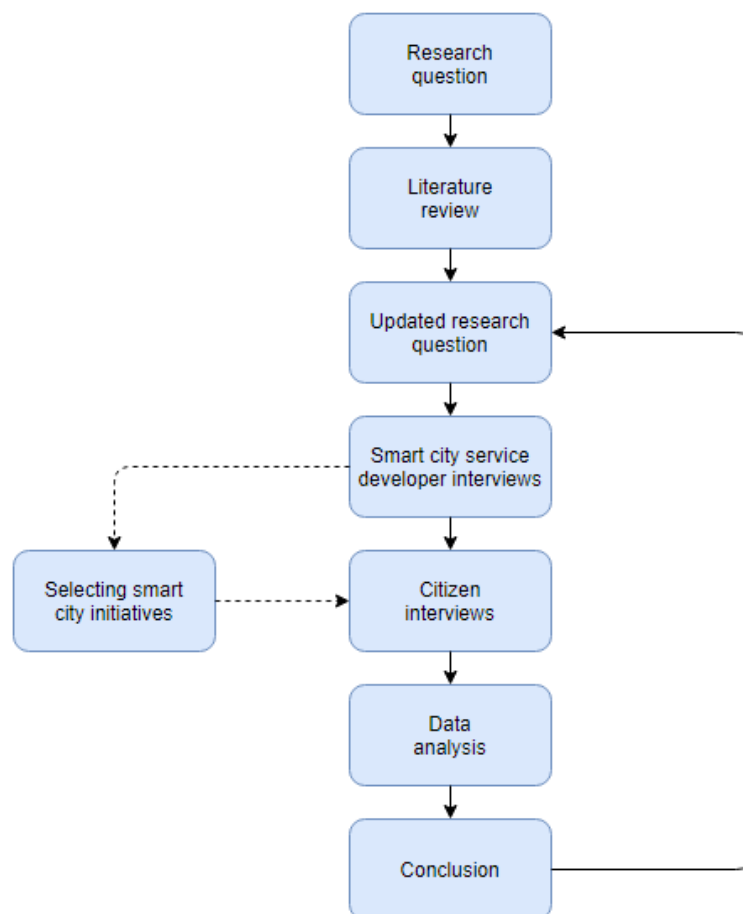 Research
question
Literature
review
Updated research
question
Smart city service
developer interviews
Selecting smart
city initiatives
Citizen
interviews
Data
analysis
Conclusion